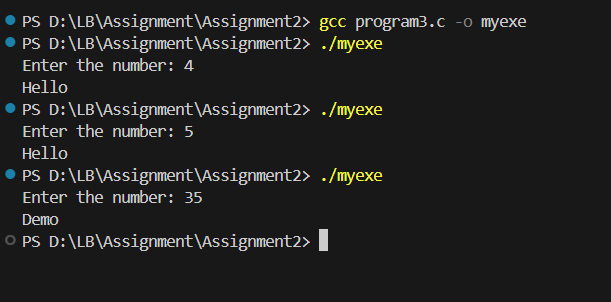 PS D:\LB\Assignment\Assignment2> gcc program3.c -o myexe
PS D:\LB\Assignment\Assignment2> ./myexe
Enter the number: 4
Hello
PS D:\LB\Assignment\Assignment2> ./myexe
Enter the number: 5
Hello
PS D:\LB\Assignment\Assignment2> ./myexe
Enter the number: 35
Demo
PS D:\LB\Assignment\Assignment2>